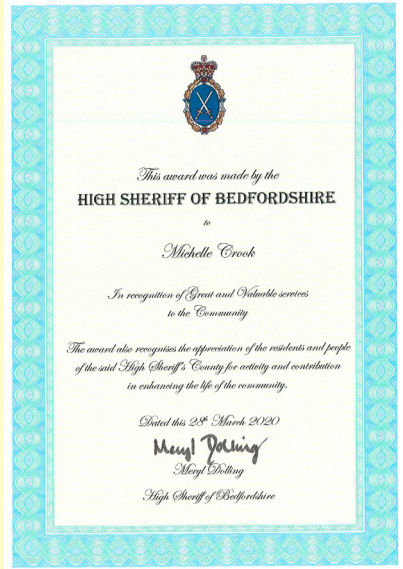 This award was made by the
HIGH SHERIFF OF BEDFORDSHIRE
to
Michelle Crook
In recognition of Great and Valuable services
to the Community
The award also recognises the appreciation of the residents and people
of the said High Sheriff's County for activity and contribution
in enhancing the life of the community.
Dated this 28th March 2020
Meryl Dolling
Meryl Dolling
High Sheriff of Bedfordshire